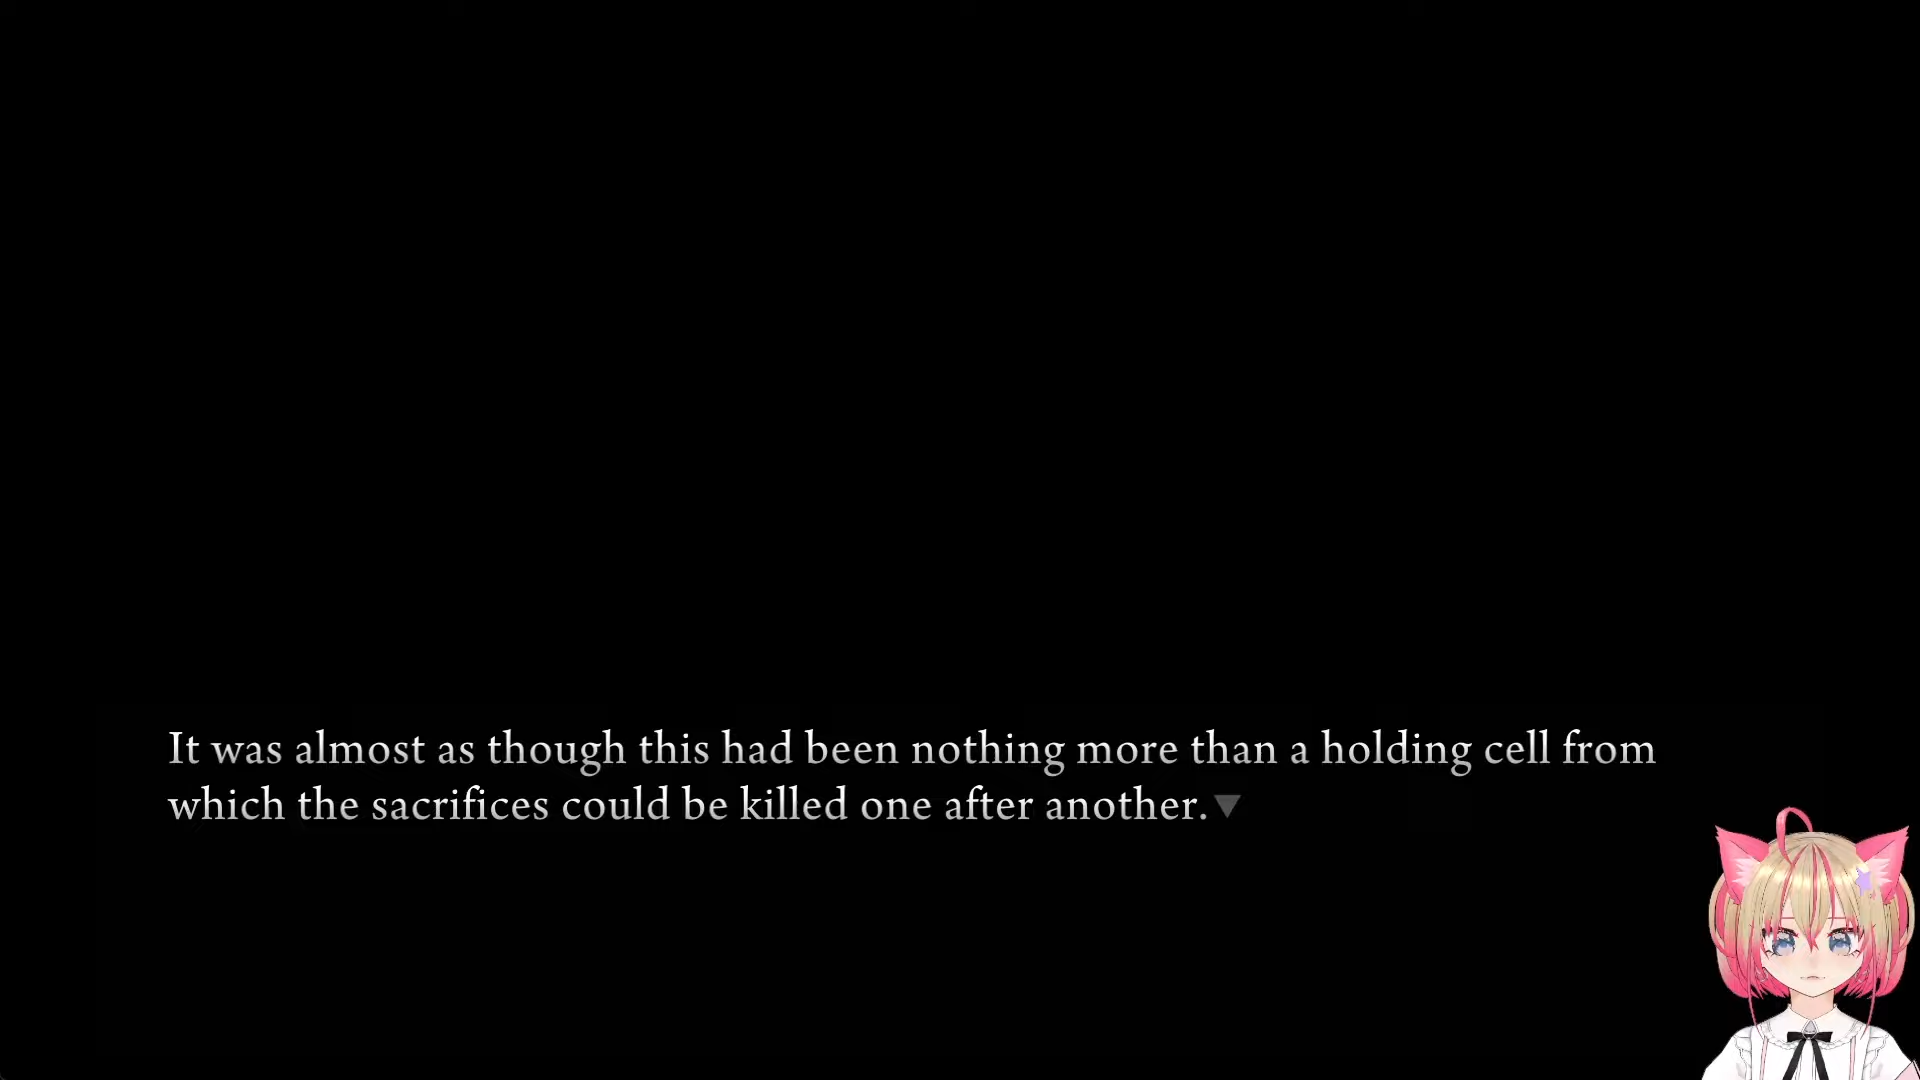 It was almost as though this had been nothing more than a holding cell from
which the sacrifices could be killed one after another.